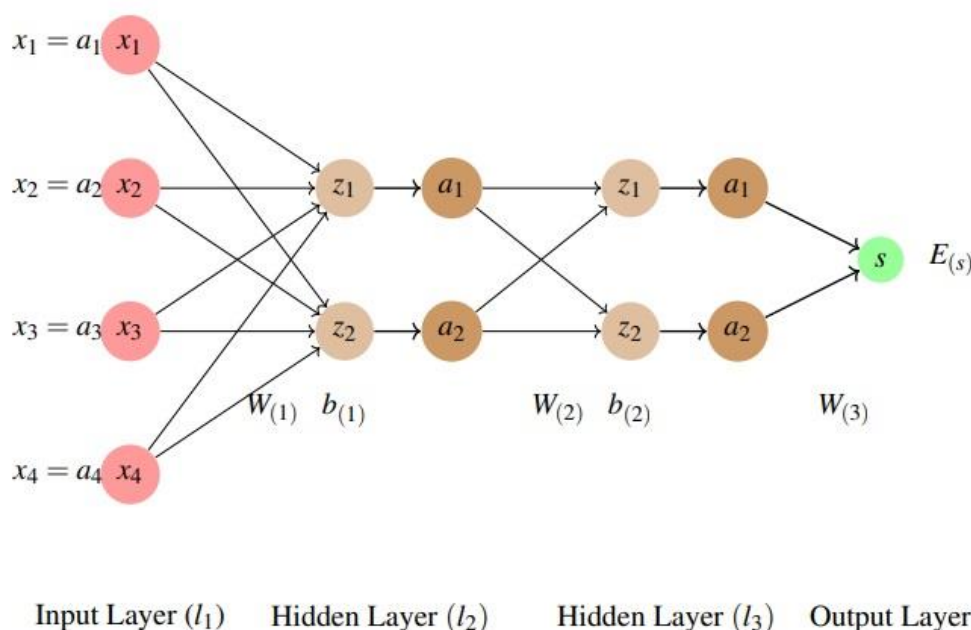 x₁ = a₁ x₁
x₂ = a₂ x₂ z₁ a₁ z₁ a₁
s E₍ₛ₎
x₃ = a₃ x₃ z₂ a₂ z₂ a₂
W₍₁₎ b₍₁₎ W₍₂₎ b₍₂₎ W₍₃₎
x₄ = a₄ x₄
Input Layer (l₁) Hidden Layer (l₂) Hidden Layer (l₃) Output Layer